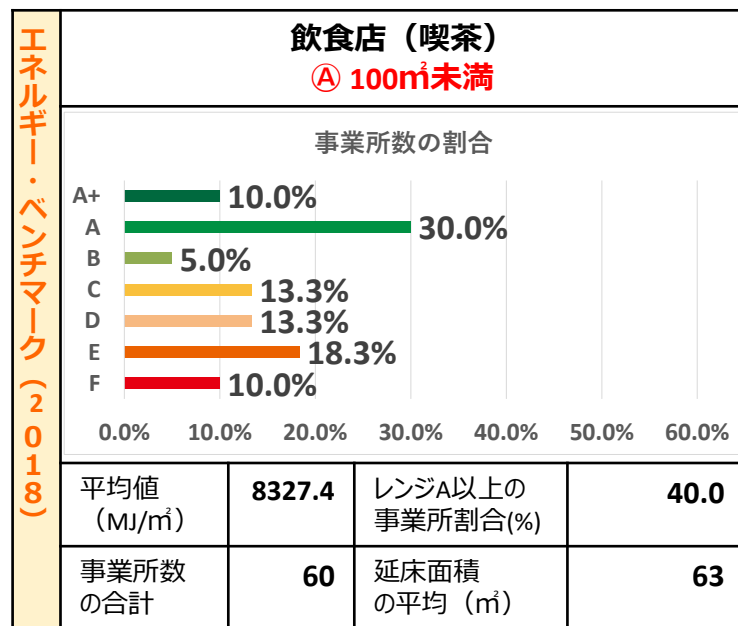 エネルギー・ベンチマーク（２０１８）
飲食店（喫茶）
Ⓐ 100㎡未満
事業所数の割合
A+ 10.0%
A 30.0%
B 5.0%
C 13.3%
D 13.3%
E 18.3%
F 10.0%
0.0% 10.0% 20.0% 30.0% 40.0% 50.0% 60.0%
平均値
（MJ/㎡）
8327.4
レンジA以上の
事業所割合(%)
40.0
事業所数
の合計
60
延床面積
の平均（㎡）
63